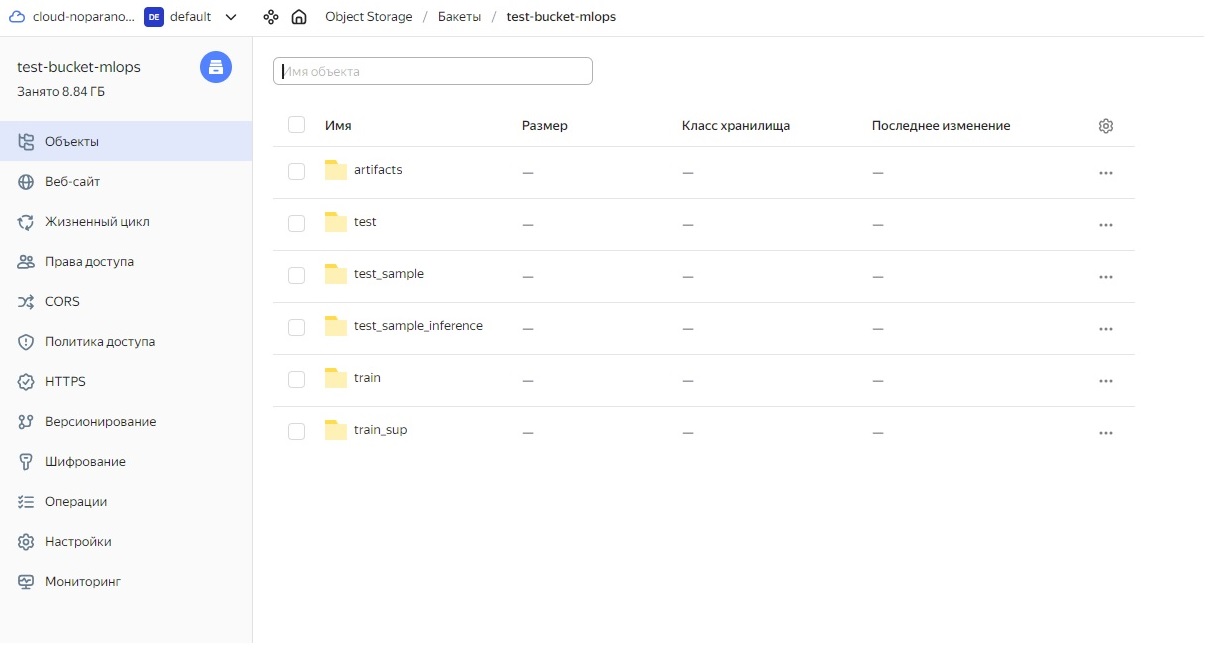 cloud-noparano... DE default Object Storage / Бакеты / test-bucket-mlops
test-bucket-mlops
Занято 8.84 ГБ
Объекты
Веб-сайт
Жизненный цикл
Права доступа
CORS
Политика доступа
HTTPS
Версионирование
Шифрование
Операции
Настройки
Мониторинг
Имя объекта
Имя Размер Класс хранилища Последнее изменение
artifacts — — —
test — — —
test_sample — — —
test_sample_inference — — —
train — — —
train_sup — — —